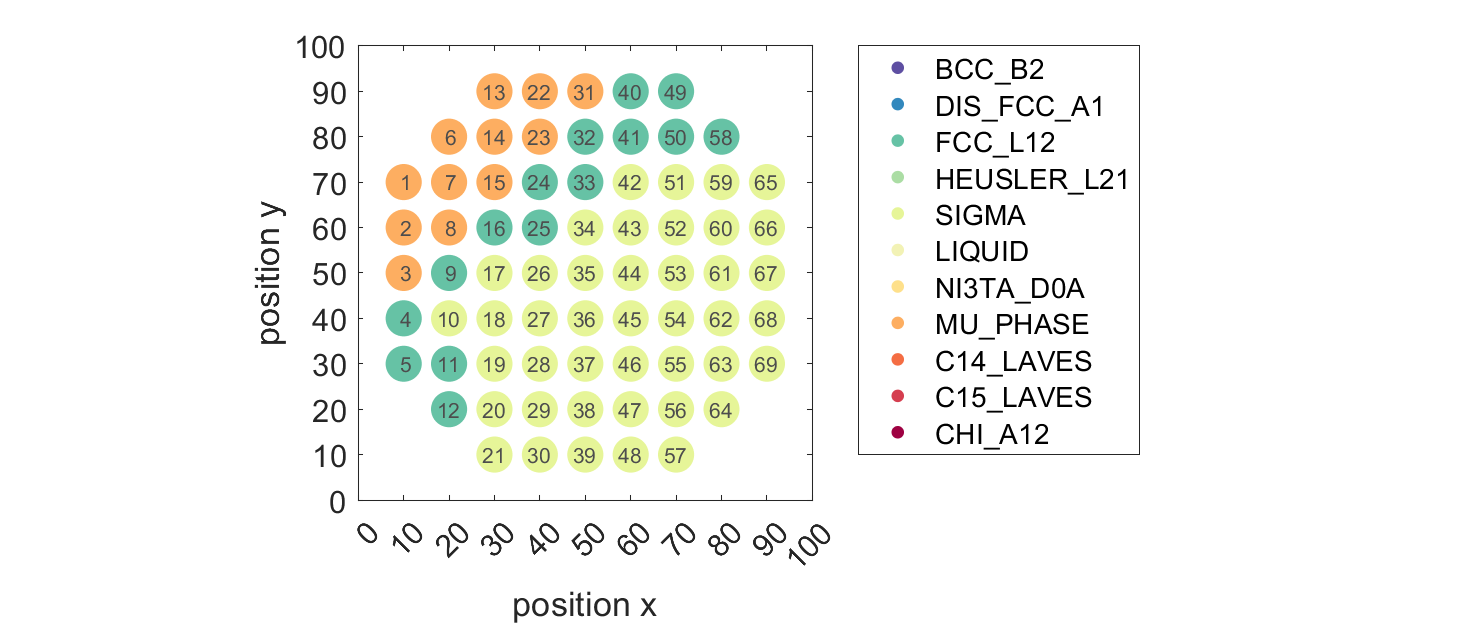 100
90 13 22 31 40 49
80 6 14 23 32 41 50 58
70 1 7 15 24 33 42 51 59 65
60 2 8 16 25 34 43 52 60 66
50 3 9 17 26 35 44 53 61 67
40 4 10 18 27 36 45 54 62 68
30 5 11 19 28 37 46 55 63 69
20 12 20 29 38 47 56 64
10 21 30 39 48 57
0
position y
0 10 20 30 40 50 60 70 80 90 100
position x
BCC_B2
DIS_FCC_A1
FCC_L12
HEUSLER_L21
SIGMA
LIQUID
NI3TA_D0A
MU_PHASE
C14_LAVES
C15_LAVES
CHI_A12